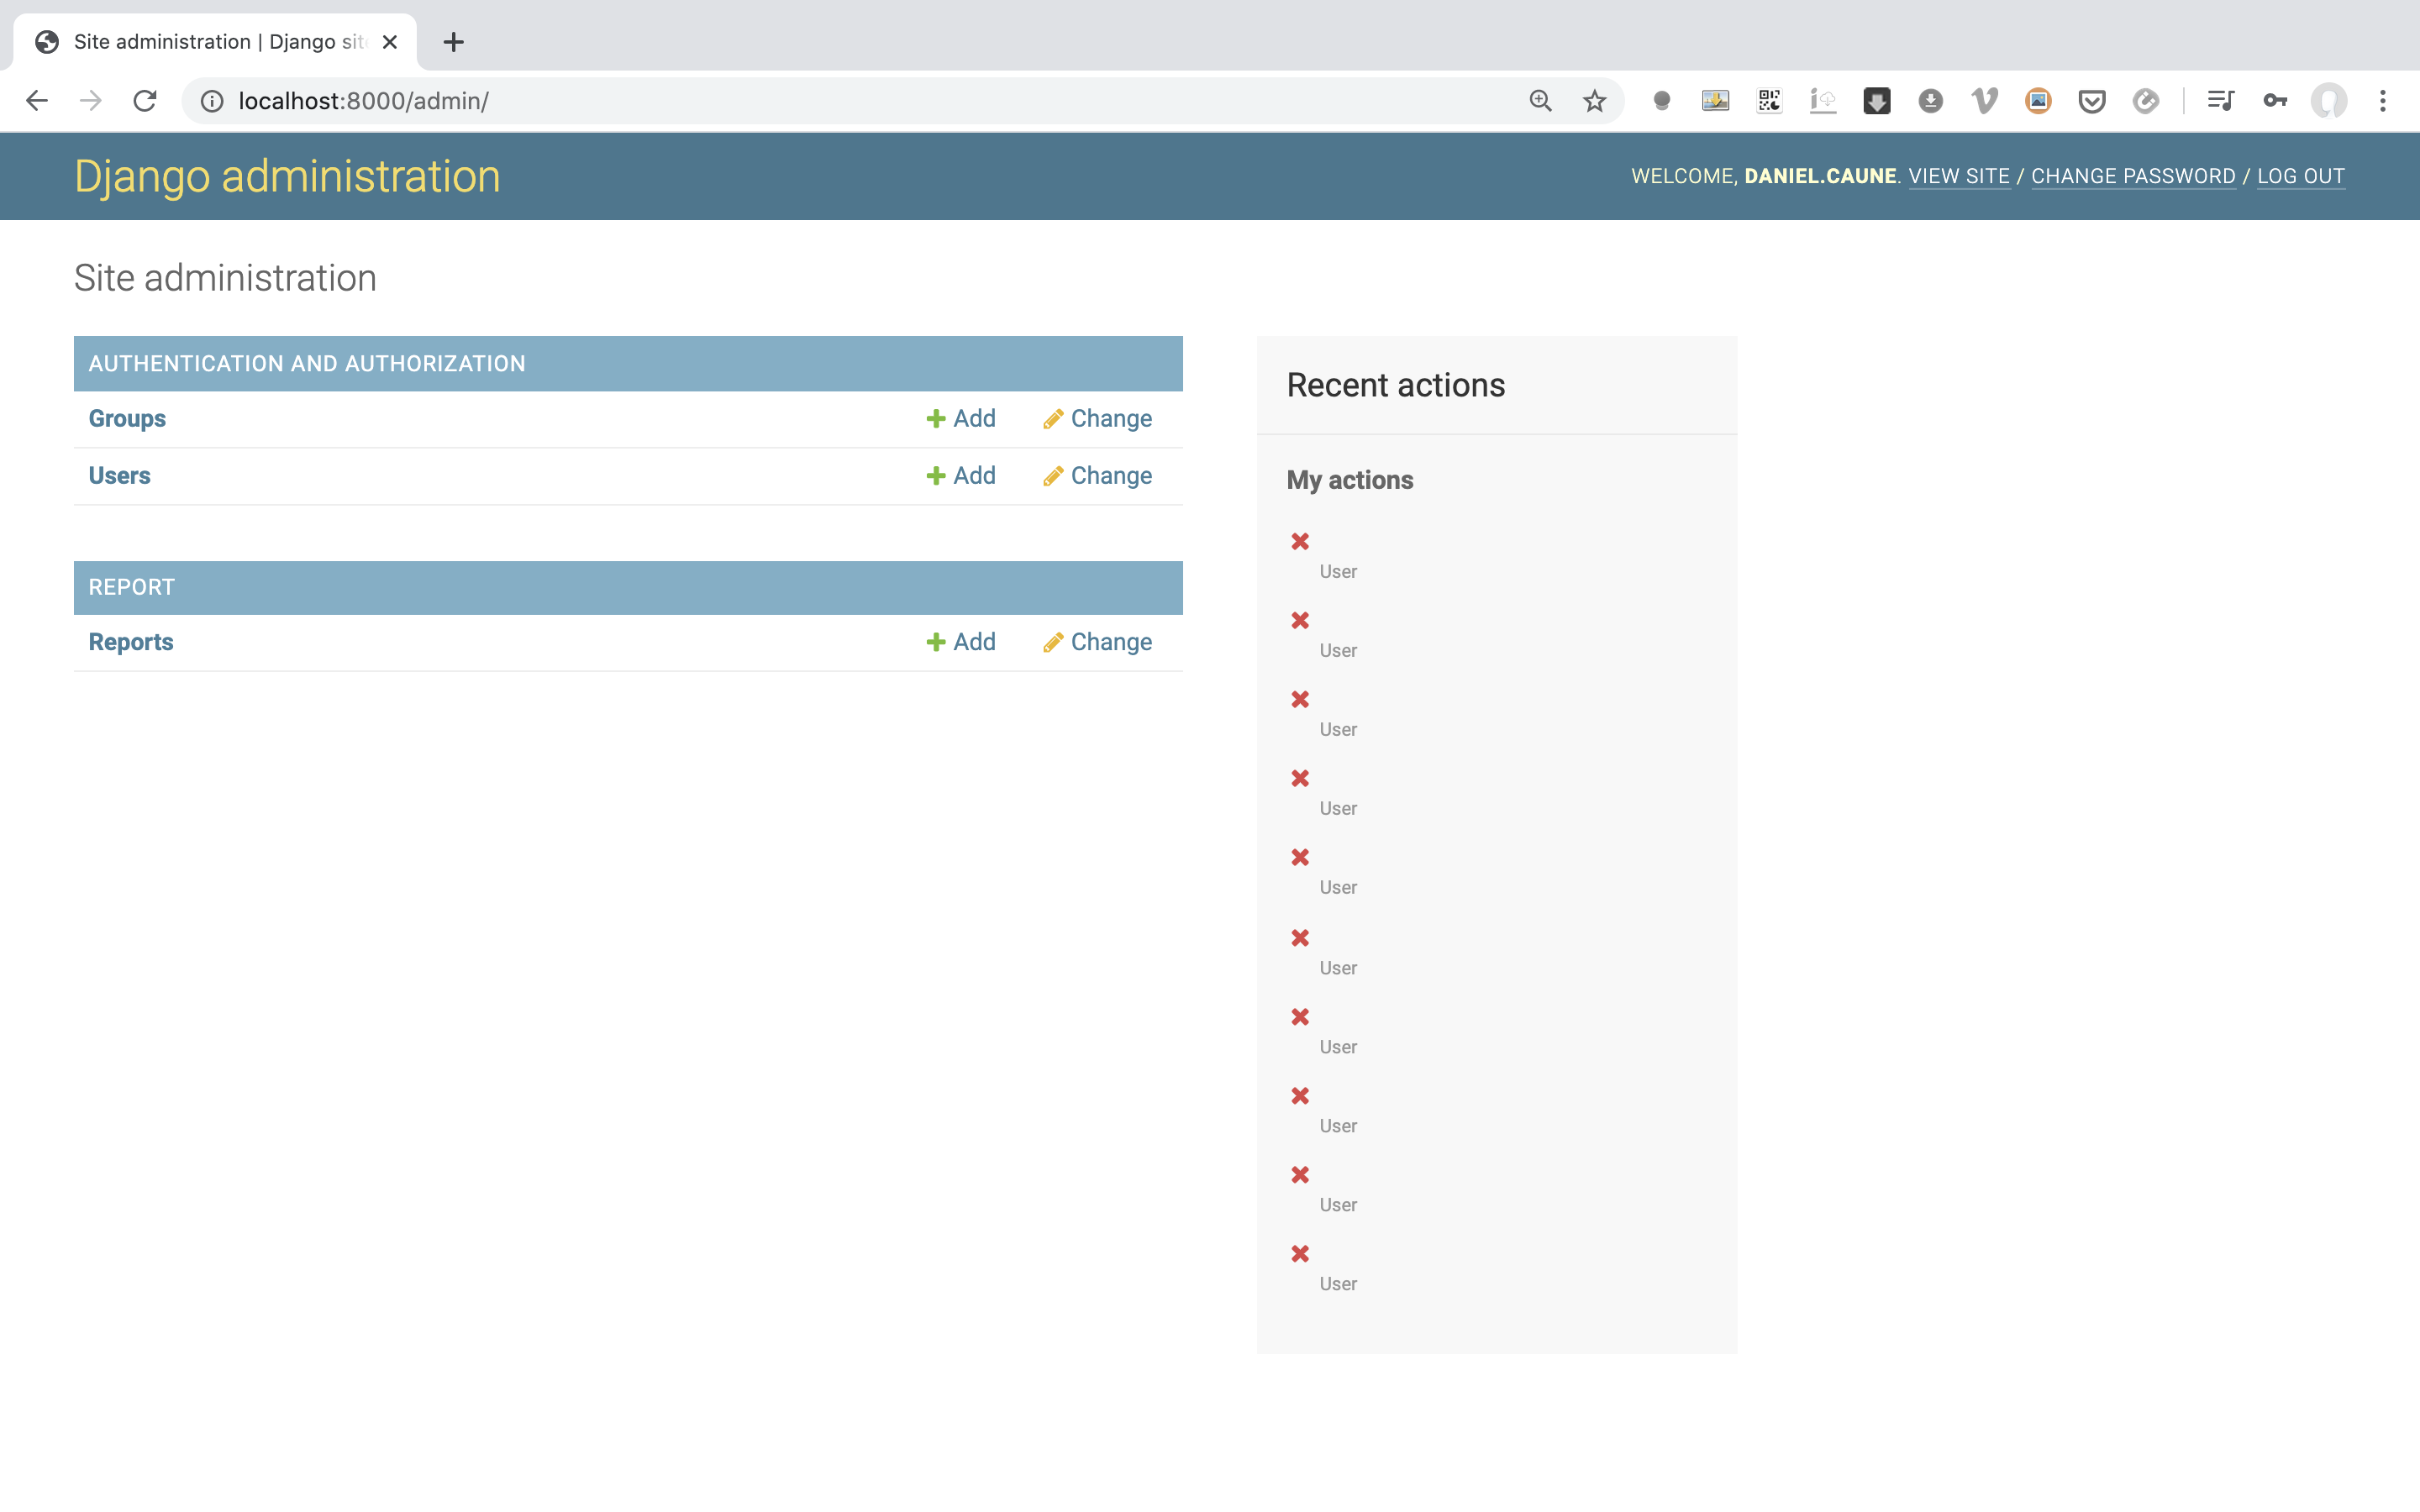 Site administration | Django sit
localhost:8000/admin/
Django administration
WELCOME, DANIEL.CAUNE. VIEW SITE / CHANGE PASSWORD / LOG OUT
Site administration
AUTHENTICATION AND AUTHORIZATION
Groups Add Change
Users Add Change
REPORT
Reports Add Change
Recent actions
My actions
User
User
User
User
User
User
User
User
User
User